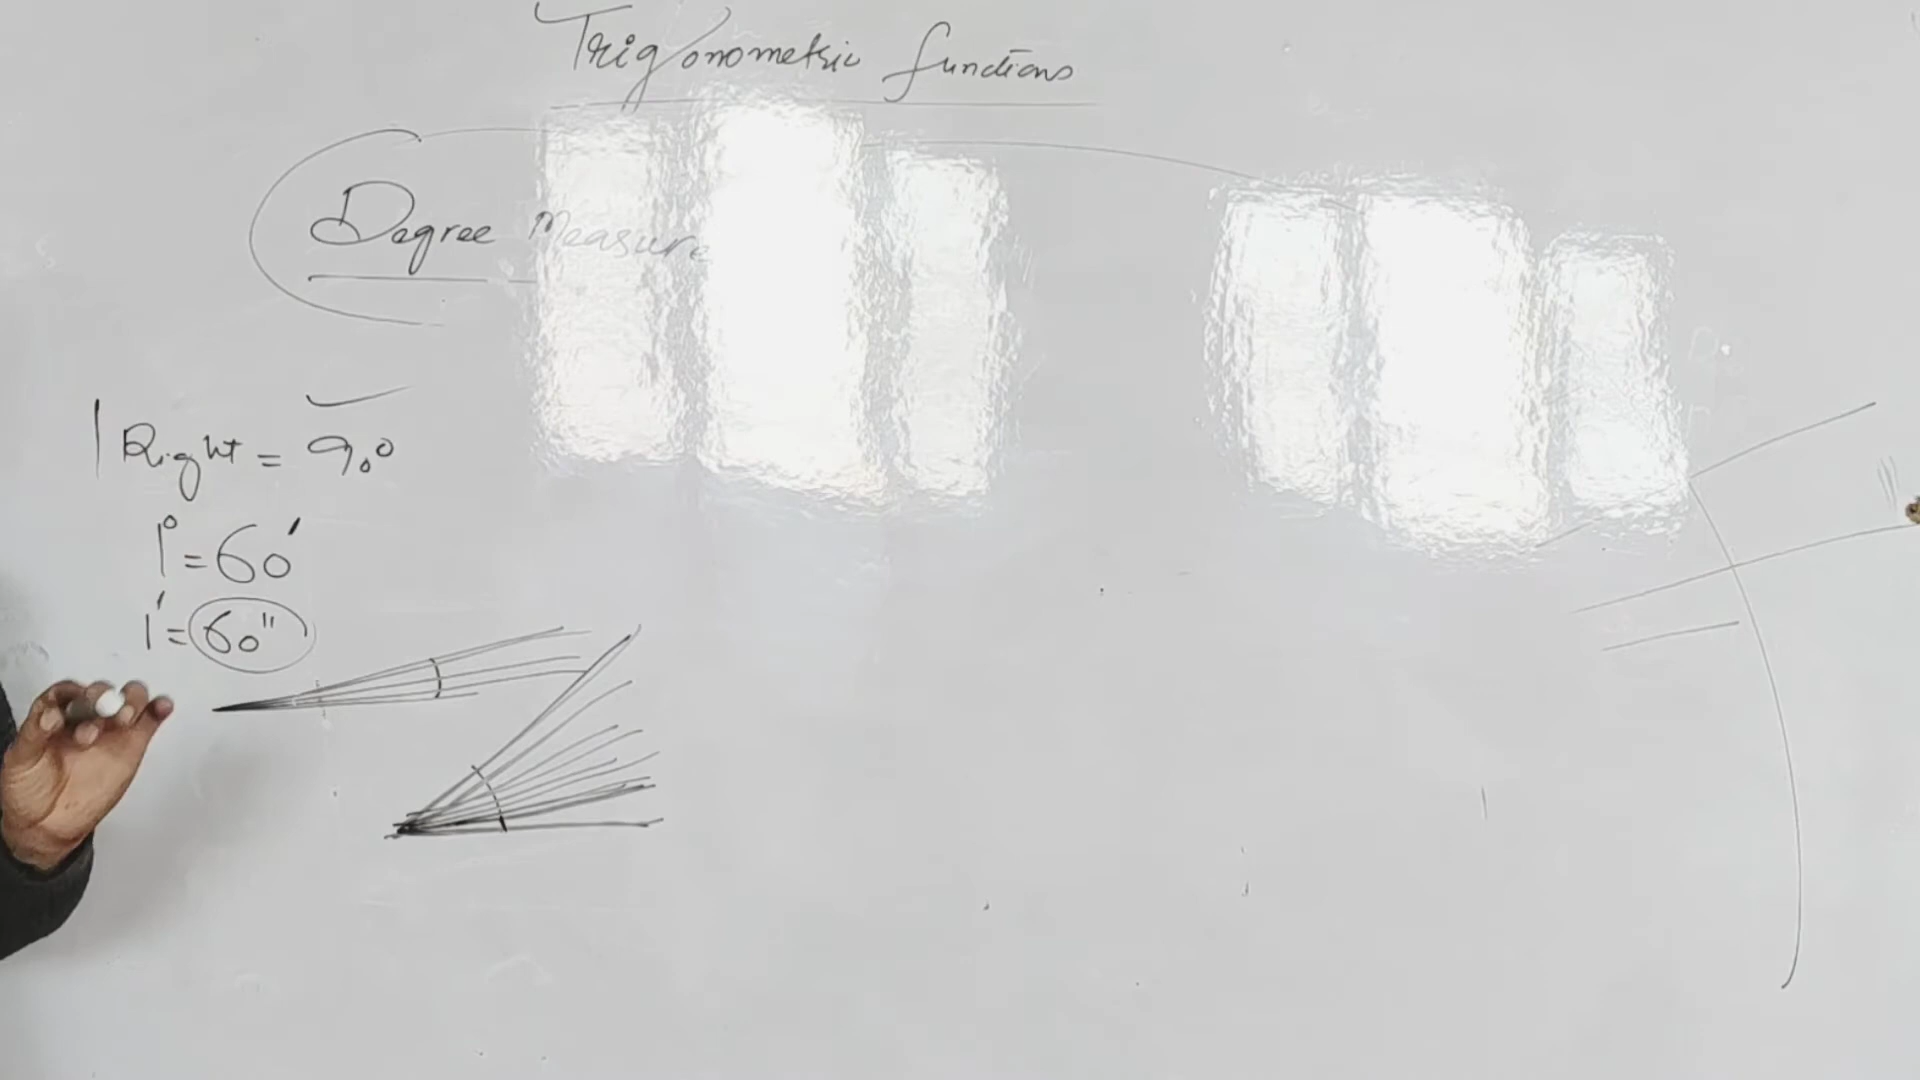 Trigonometric functions
Degree Measure
1 Right = 90°
1° = 60'
1' = 60"